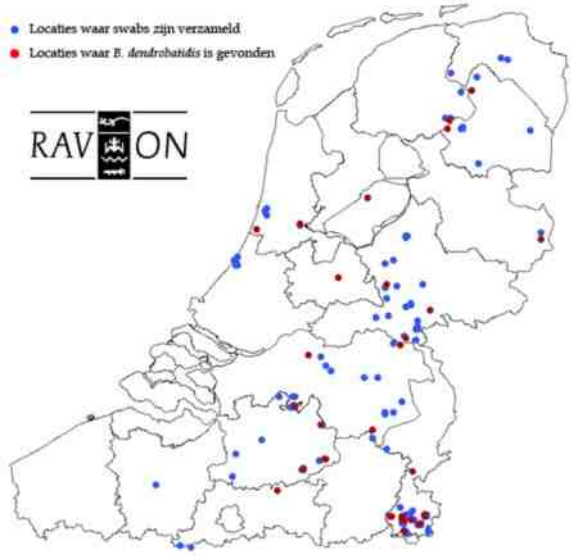 Locaties waar swabs zijn verzameld
Locaties waar B. dendrobatidis is gevonden
RAVON